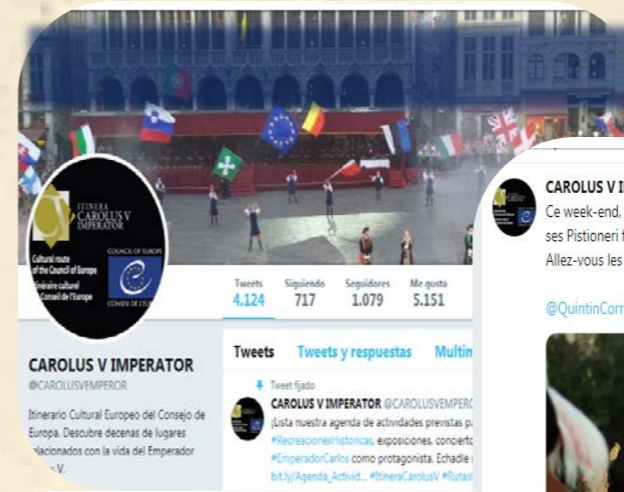 ITINERA
CAROLUS V
IMPERATOR
Cultural route
of the Council of Europe
Itinéraire culturel
Conseil de l'Europe
COUNCIL OF EUROPE
CONSEIL DE L'EUROPE
Tweets Siguiendo Seguidores Me gusta
4.124 717 1.079 5.151
CAROLUS V IMPERATOR
@CAROLUSVEMPEROR
Itinerario Cultural Europeo del Consejo de
Europa. Descubre decenas de lugares
relacionados con la vida del Emperador
V.
Tweets Tweets y respuestas
Tweet fijado
CAROLUS V IMPERATOR
¡Lista nuestra agenda de actividades previstas
#RecreacionesHistoricas, exposiciones,
#EmperadorCarlos como protagonista. Echadle
bit.ly/Agenda_Activid... #ItineraCarolusV
CAROLUS V
Ce week-end,
ses Pistioneri
Allez-vous les